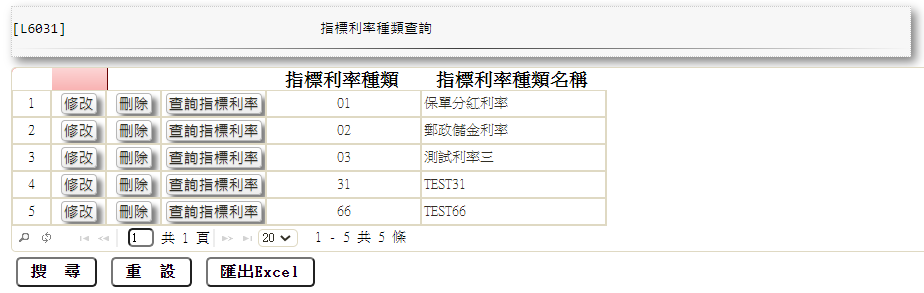 [L6031] 指標利率種類查詢
指標利率種類 指標利率種類名稱
1 修改 刪除 查詢指標利率 01 保單分紅利率
2 修改 刪除 查詢指標利率 02 郵政儲金利率
3 修改 刪除 查詢指標利率 03 測試利率三
4 修改 刪除 查詢指標利率 31 TEST31
5 修改 刪除 查詢指標利率 66 TEST66
1 共 1 頁 20 1 - 5 共 5 條
搜 尋 重 設 匯出Excel